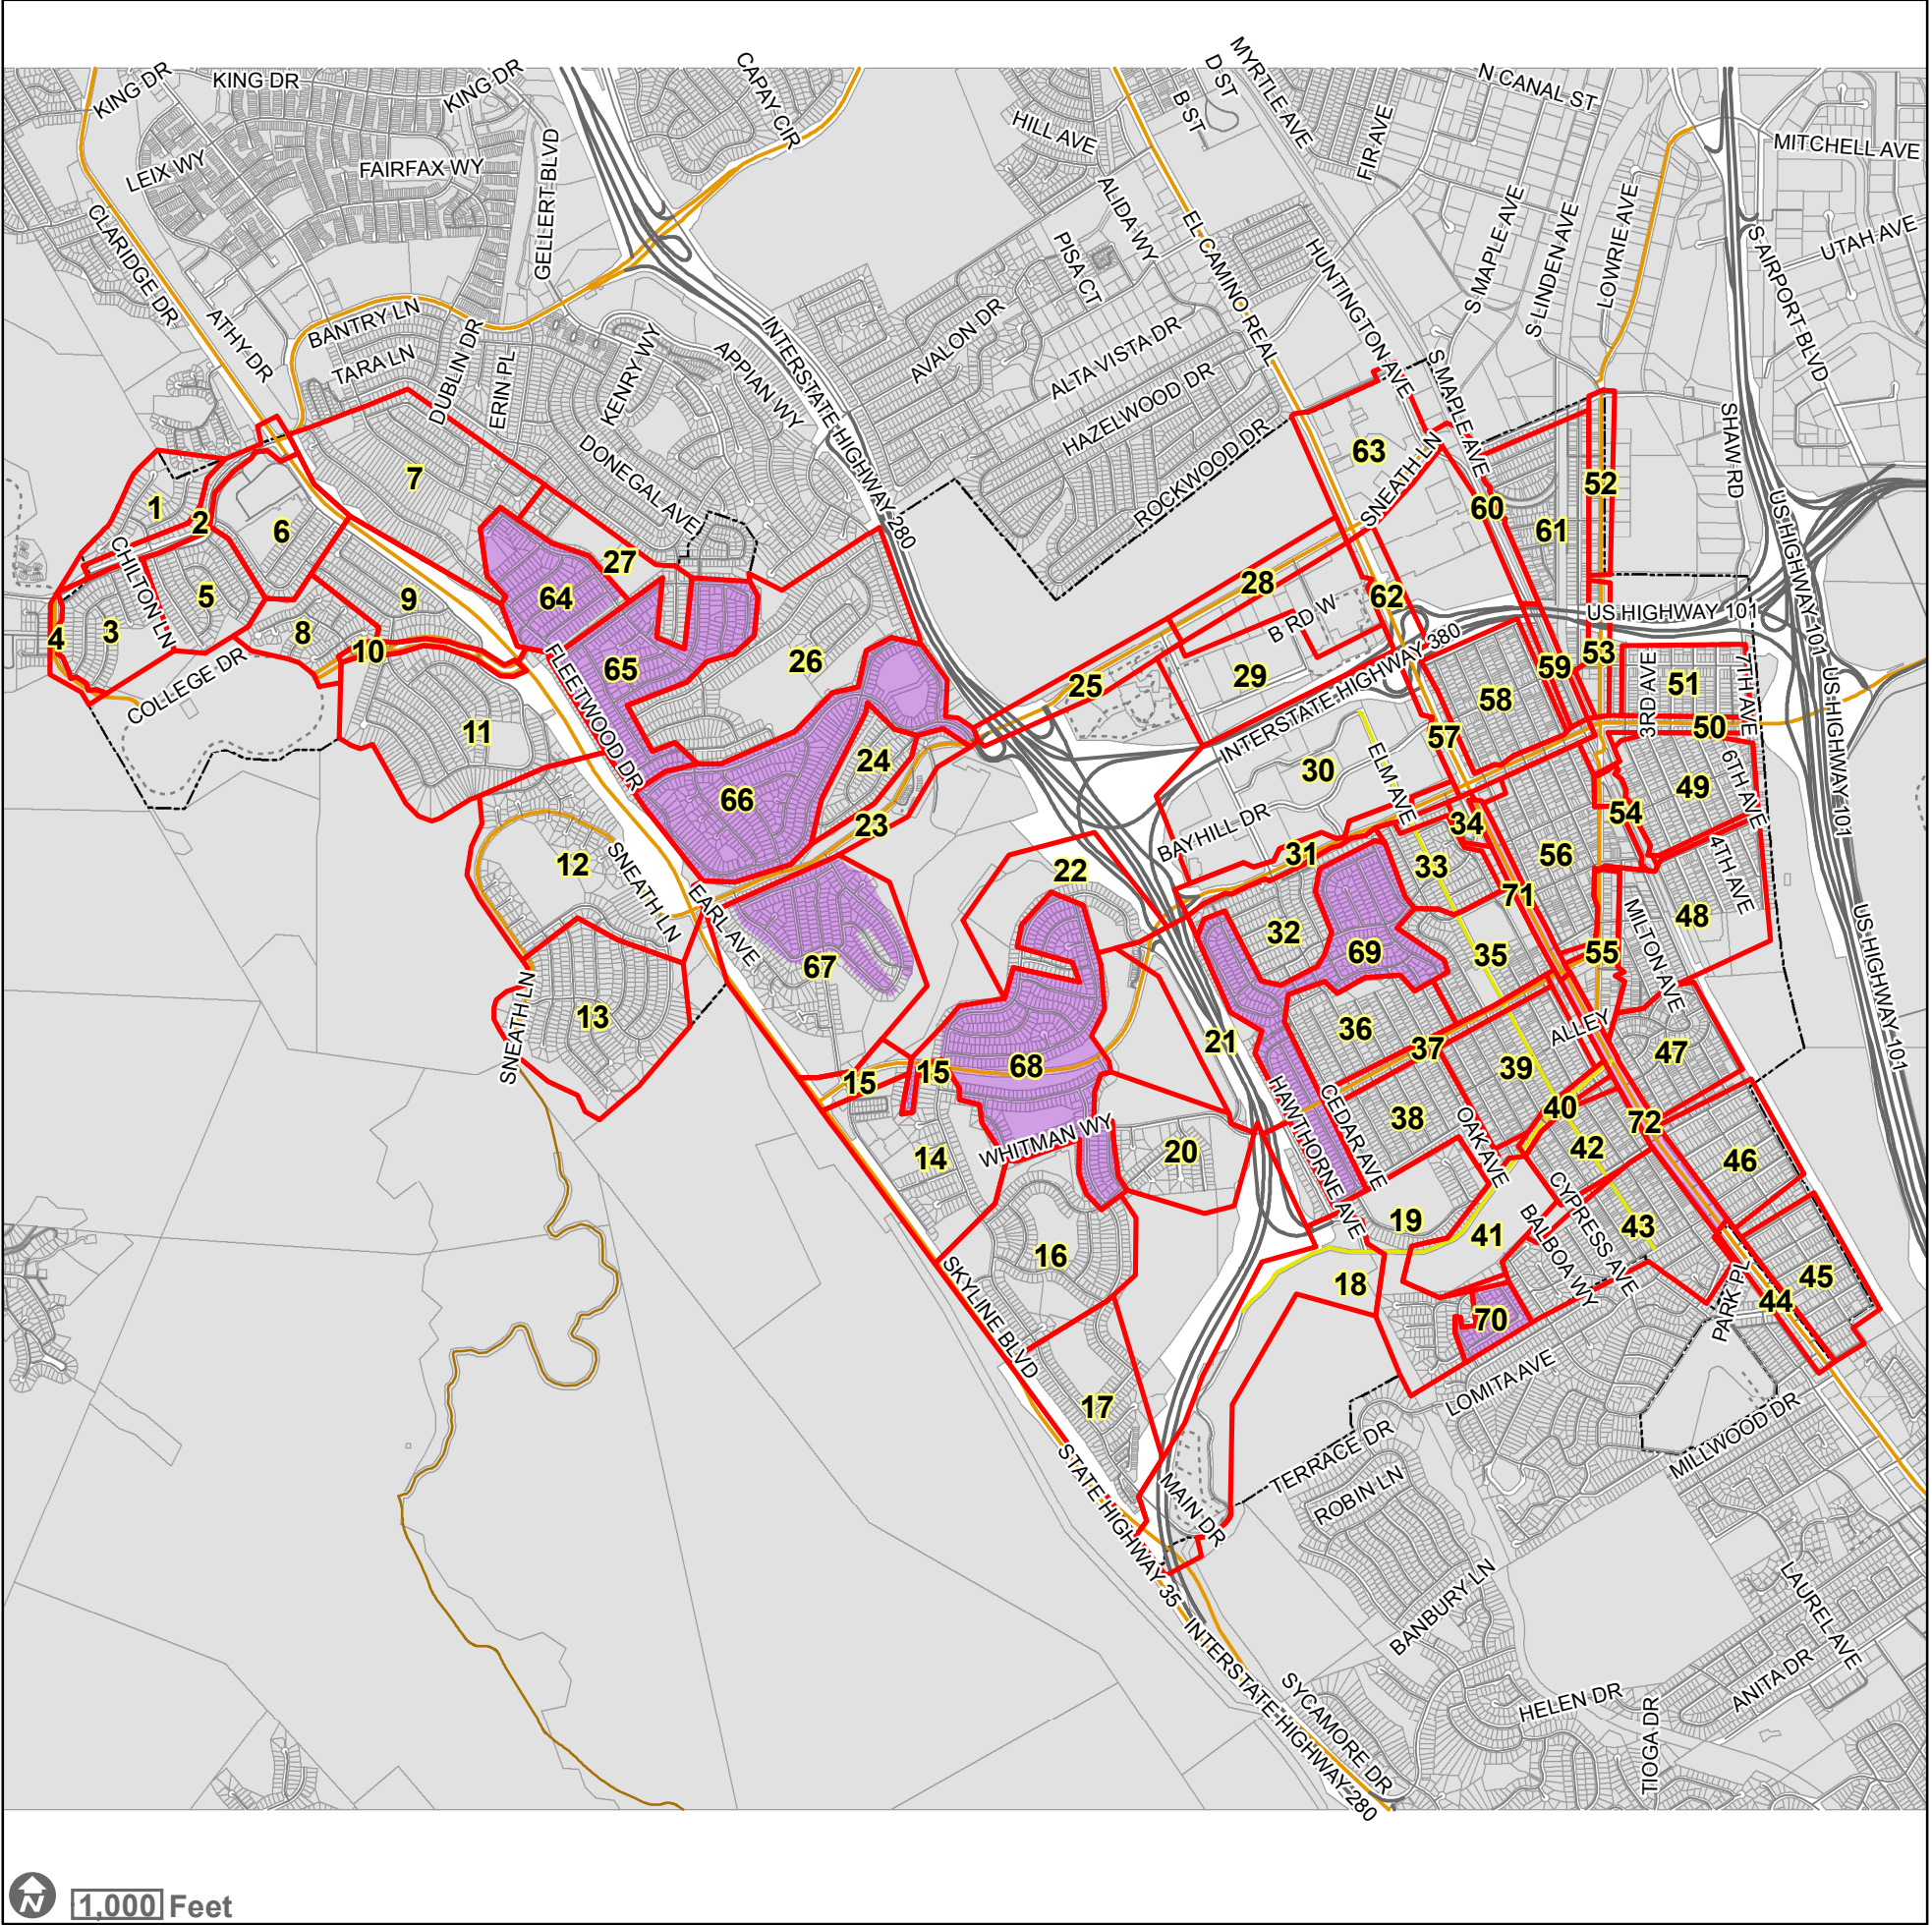 KING DR
KING DR
KING DR
CAPAY CIR
MYRTLE AVE
D ST
B ST
N CANAL ST
HILL AVE
FIR AVE
MITCHELL AVE
LEIX WY
FAIRFAX WY
GELLERT BLVD
ALIDA WY
S MAPLE AVE
S LINDEN AVE
LOWRIE AVE
S AIRPORT BLVD
UTAH AVE
CLARIDGE DR
ATHY DR
BANTRY LN
TARA LN
DUBLIN DR
ERIN PL
KENRY WY
APPIAN WY
INTERSTATE HIGHWAY 280
PISA CT
AVALON DR
ALTA VISTA DR
HAZELWOOD DR
ROCKWOOD DR
EL CAMINO REAL
HUNTINGTON AVE
S MAPLE AVE
SNEATH LN
SHAW RD
DONEGAL AVE
63
7
1
2
6
52
60
61
US HIGHWAY 101
CHILTON LN
27
28
62
B RD W
US HIGHWAY 101
5
64
9
3
4
8
10
COLLEGE DR
FLEETWOOD DR
65
26
25
29
INTERSTATE HIGHWAY 380
59
53
58
3RD AVE
51
7TH AVE
US HIGHWAY 101
50
11
24
66
23
30
ELM AVE
57
6TH AVE
49
54
US HIGHWAY 101
BAYHILL DR
34
12
SNEATH LN
EARL AVE
22
31
33
56
4TH AVE
71
48
MILTON AVE
67
32
69
35
55
US HIGHWAY 101
13
SNEATH LN
21
36
37
ALLEY
47
15
15
68
39
HAWTHORNE AVE
CEDAR AVE
38
OAK AVE
40
72
14
WHITMAN WY
20
42
46
CYPRESS AVE
19
41
BALBOA WY
43
16
SKYLINE BLVD
18
45
44
PARK PL
70
17
LOMITA AVE
STATE HIGHWAY 35
MAIN DR
TERRACE DR
ROBIN LN
MILLWOOD DR
BANBURY LN
LAUREL AVE
INTERSTATE HIGHWAY 280
SYCAMORE DR
HELEN DR
TIOGA DR
ANITA DR
N
1,000 Feet